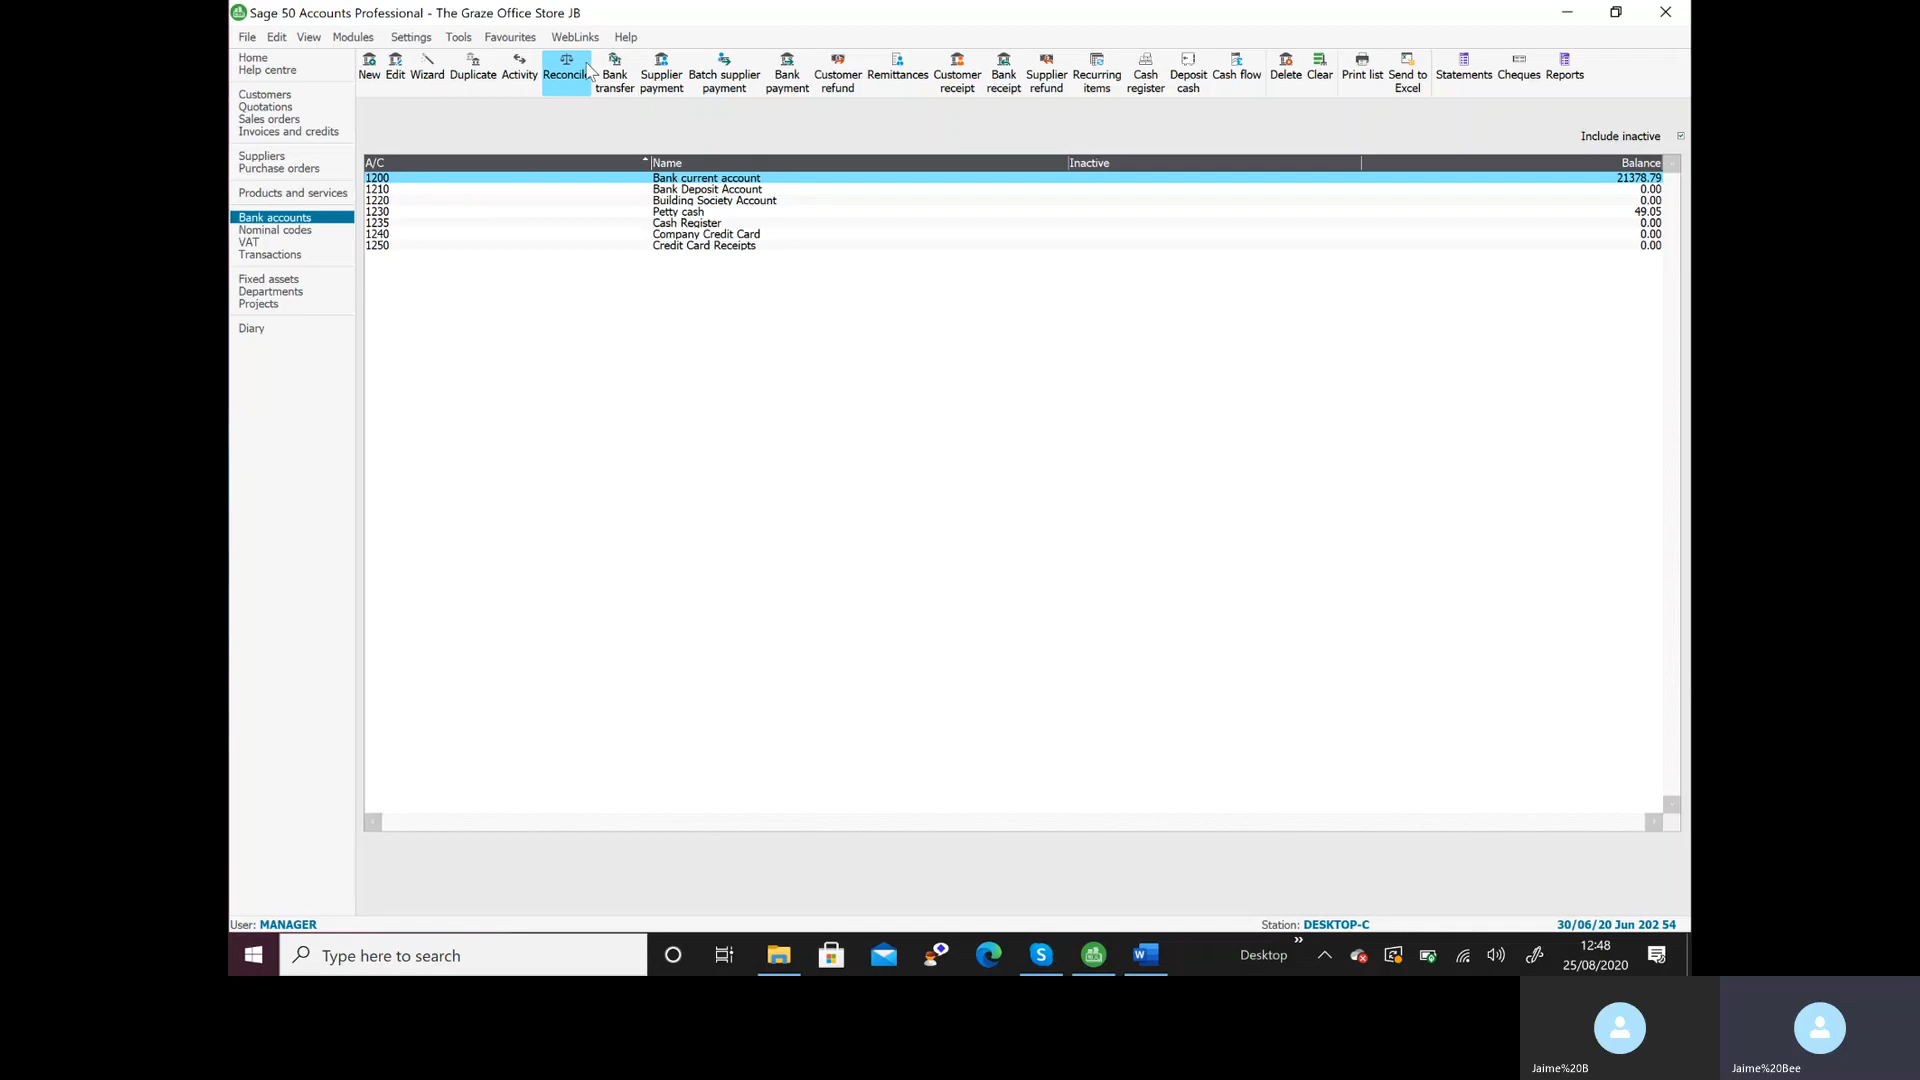 Sage 50 Accounts Professional - The Graze Office Store JB
File Edit View Modules Settings Tools Favourites WebLinks Help
Home
Help centre
Customers
Quotations
Sales orders
Invoices and credits
Suppliers
Purchase orders
Products and services
Bank accounts
Nominal codes
VAT
Transactions
Fixed assets
Departments
Projects
Diary
New Edit Wizard Duplicate Activity Reconcile Bank transfer Supplier payment Batch supplier payment Bank payment Customer refund Remittances Customer receipt Bank receipt Supplier refund Recurring items Cash register Deposit cash Cash flow Delete Clear Print list Send to Excel Statements Cheques Reports
Include inactive
A/C Name Inactive Balance
1200 Bank current account 21378.79
1210 Bank Deposit Account 0.00
1220 Building Society Account 0.00
1230 Petty cash 49.05
1235 Cash Register 0.00
1240 Company Credit Card 0.00
1250 Credit Card Receipts 0.00
User: MANAGER Station: DESKTOP-C 30/06/20 Jun 202 54
Type here to search Desktop 12:48
25/08/2020
Jaime%20B Jaime%20Bee